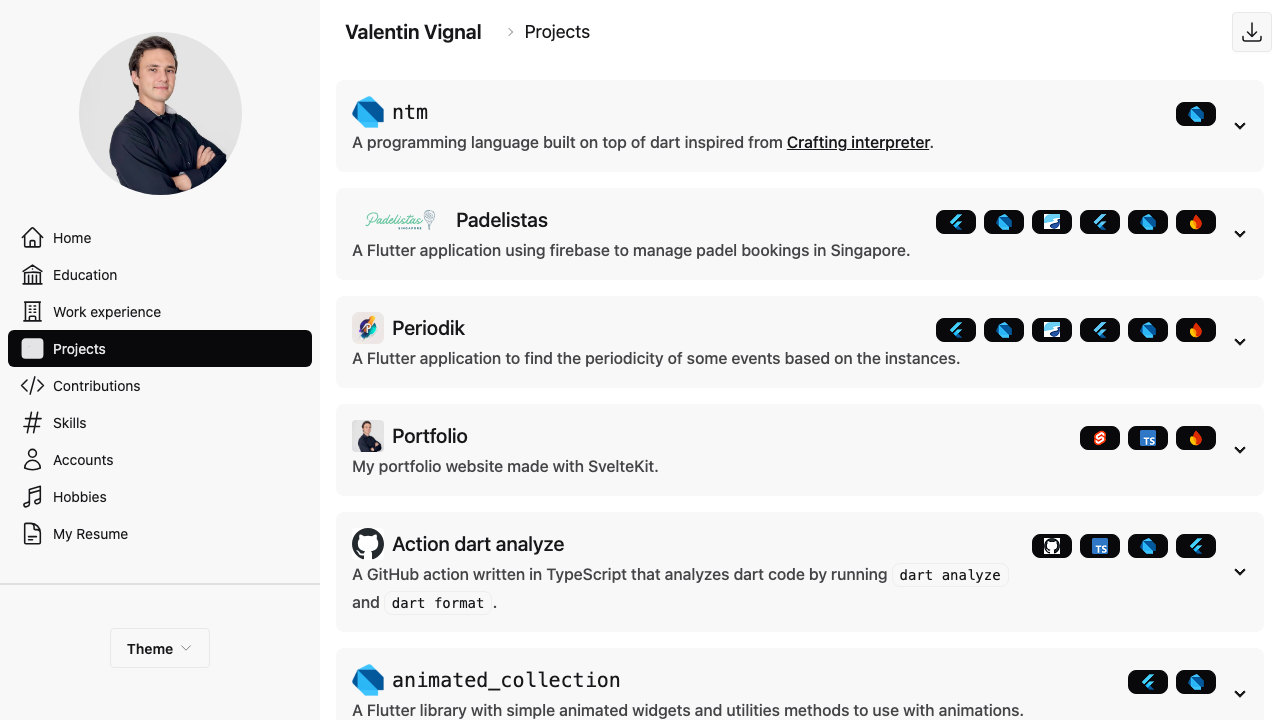 Valentin Vignal
Projects
Home
Education
Work experience
Projects
Contributions
Skills
Accounts
Hobbies
My Resume
Theme
ntm
A programming language built on top of dart inspired from Crafting interpreter.
Padelistas
SINGAPORE
Padelistas
A Flutter application using firebase to manage padel bookings in Singapore.
Periodik
A Flutter application to find the periodicity of some events based on the instances.
Portfolio
My portfolio website made with SvelteKit.
TS
Action dart analyze
TS
A GitHub action written in TypeScript that analyzes dart code by running dart analyze
and dart format .
animated_collection
A Flutter library with simple animated widgets and utilities methods to use with animations.